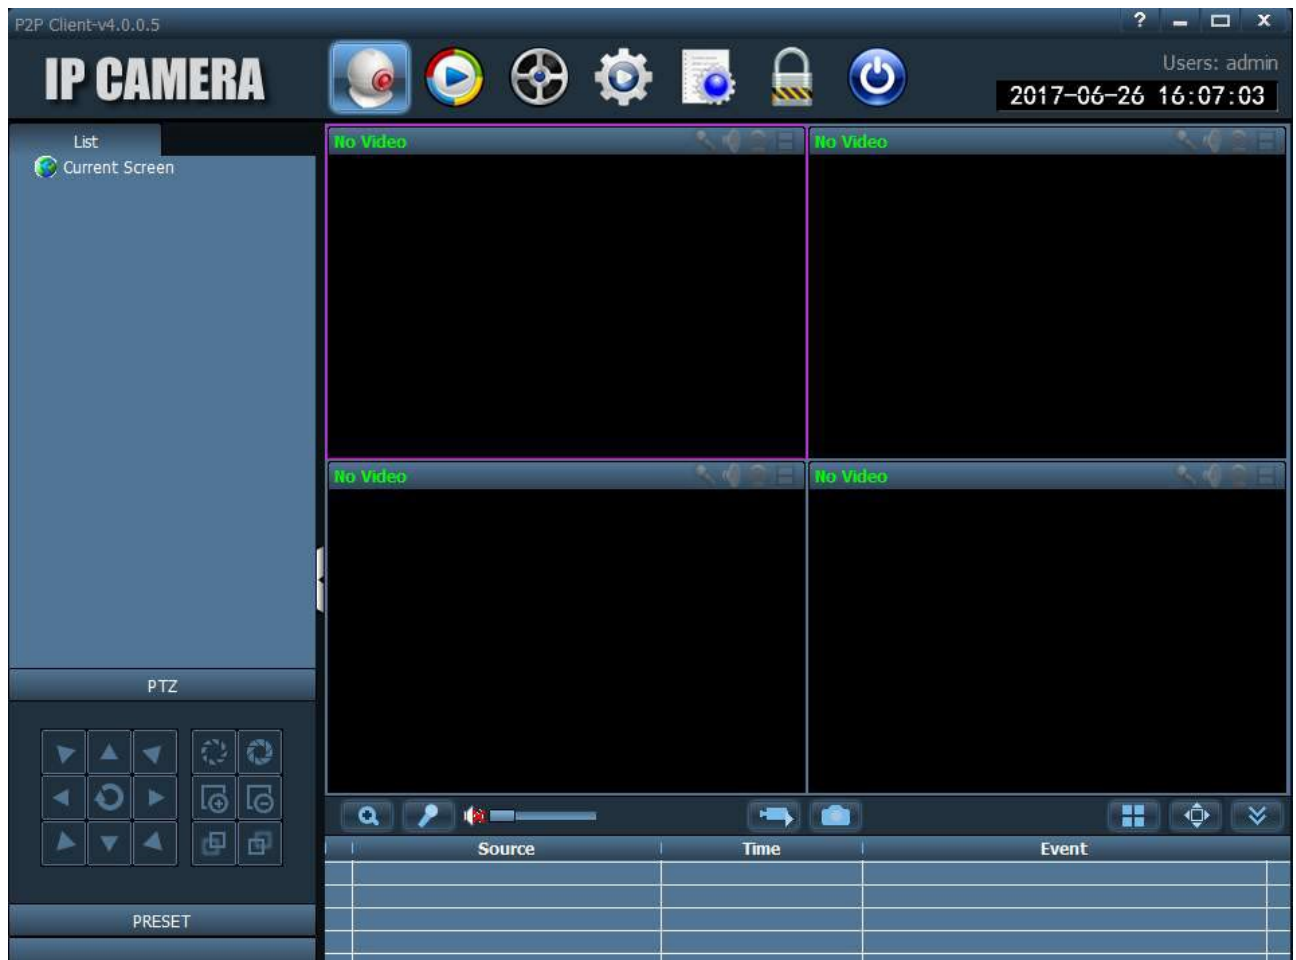 P2P Client-v4.0.0.5
?
X
IP CAMERA
Users: admin
2017-06-26 16:07:03
List
Current Screen
No Video
No Video
No Video
No Video
PTZ
Source Time Event
PRESET